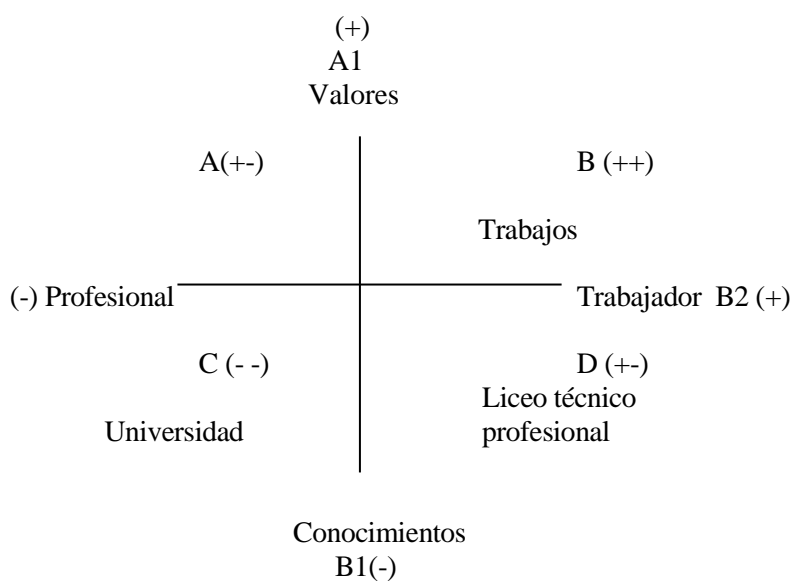 (+)
A1
Valores
A(+-) B (++)
Trabajos
(-) Profesional Trabajador B2 (+)
C (- -) D (+-)
Liceo técnico
Universidad profesional
Conocimientos
B1(-)